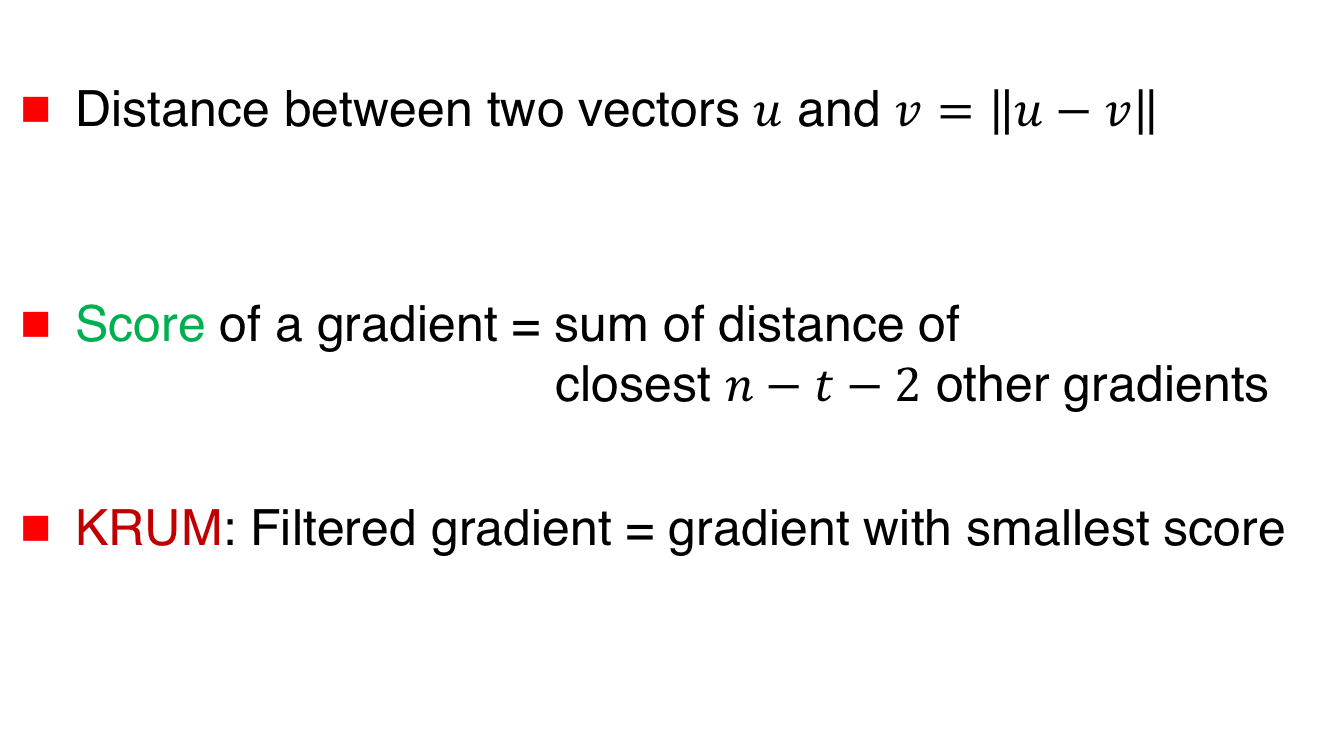 Distance between two vectors 𝑢 and 𝑣 = ‖𝑢 − 𝑣‖
Score of a gradient = sum of distance of
closest 𝑛 − 𝑡 − 2 other gradients
KRUM: Filtered gradient = gradient with smallest score